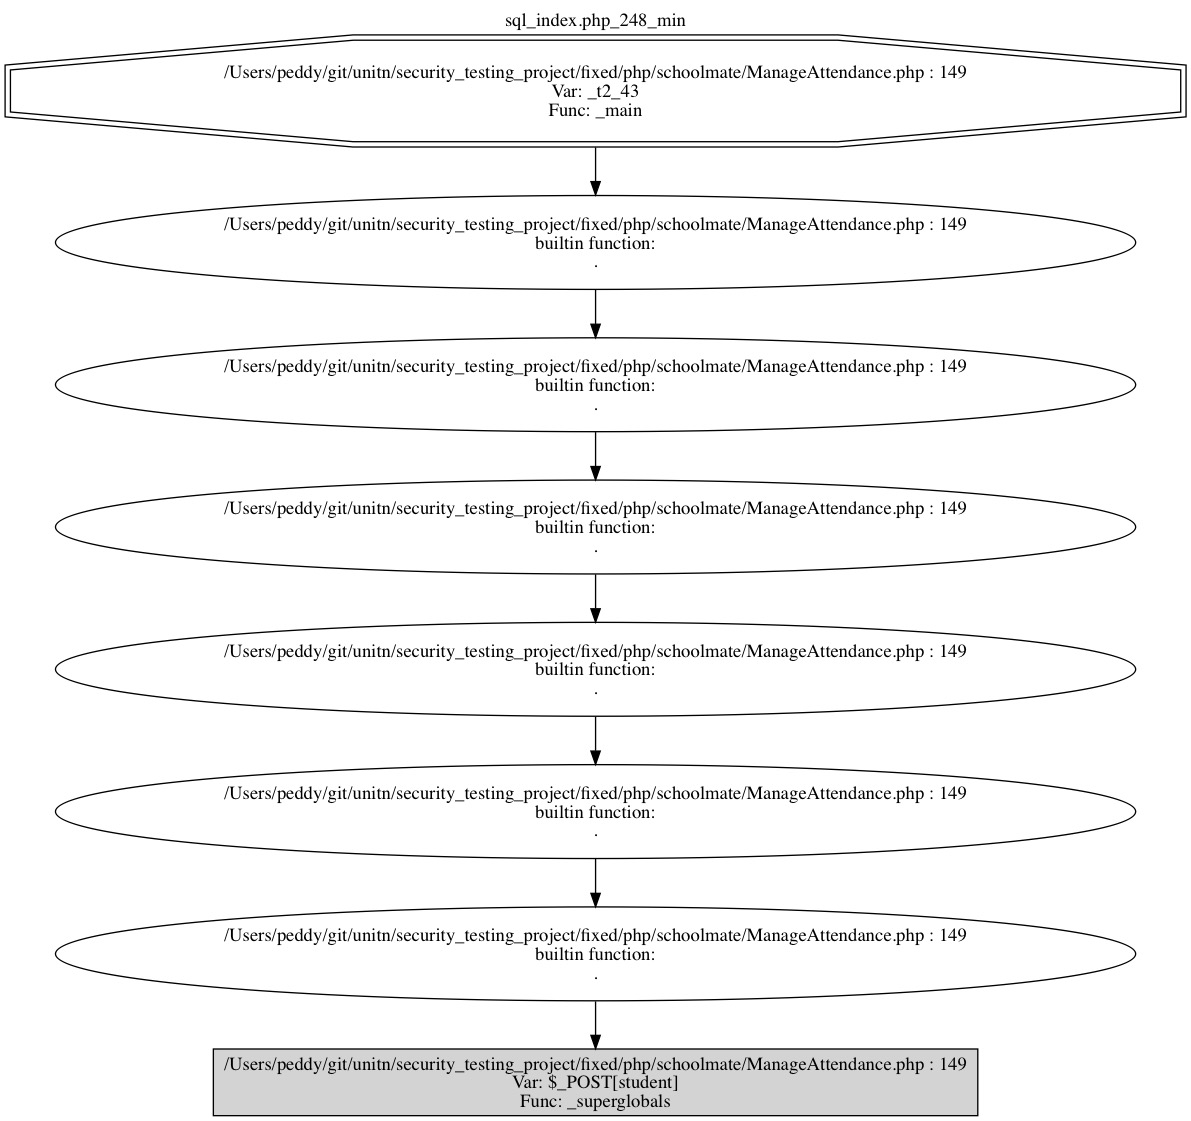 sql_index.php_248_min
/Users/peddy/git/unitn/security_testing_project/fixed/php/schoolmate/ManageAttendance.php : 149
Var: _t2_43
Func: _main
/Users/peddy/git/unitn/security_testing_project/fixed/php/schoolmate/ManageAttendance.php : 149
builtin function:
.
/Users/peddy/git/unitn/security_testing_project/fixed/php/schoolmate/ManageAttendance.php : 149
builtin function:
.
/Users/peddy/git/unitn/security_testing_project/fixed/php/schoolmate/ManageAttendance.php : 149
builtin function:
.
/Users/peddy/git/unitn/security_testing_project/fixed/php/schoolmate/ManageAttendance.php : 149
builtin function:
.
/Users/peddy/git/unitn/security_testing_project/fixed/php/schoolmate/ManageAttendance.php : 149
builtin function:
.
/Users/peddy/git/unitn/security_testing_project/fixed/php/schoolmate/ManageAttendance.php : 149
builtin function:
.
/Users/peddy/git/unitn/security_testing_project/fixed/php/schoolmate/ManageAttendance.php : 149
Var: $_POST[student]
Func: _superglobals